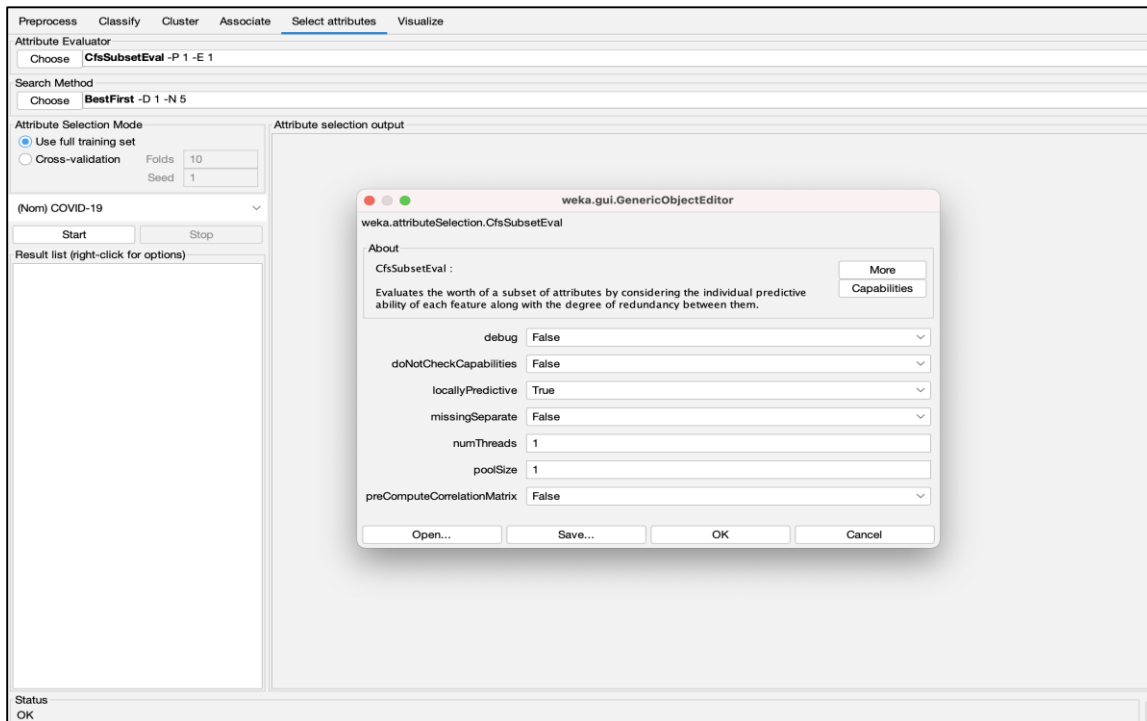 Preprocess Classify Cluster Associate Select attributes Visualize
Attribute Evaluator
Choose CfsSubsetEval -P 1 -E 1
Search Method
Choose BestFirst -D 1 -N 5
Attribute Selection Mode
Use full training set
Cross-validation Folds 10
Seed 1
(Nom) COVID-19
Start Stop
Result list (right-click for options)
Attribute selection output
weka.gui.GenericObjectEditor
weka.attributeSelection.CfsSubsetEval
About
CfsSubsetEval :
More
Capabilities
Evaluates the worth of a subset of attributes by considering the individual predictive
ability of each feature along with the degree of redundancy between them.
debug False
doNotCheckCapabilities False
locallyPredictive True
missingSeparate False
numThreads 1
poolSize 1
preComputeCorrelationMatrix False
Open... Save... OK Cancel
Status
OK